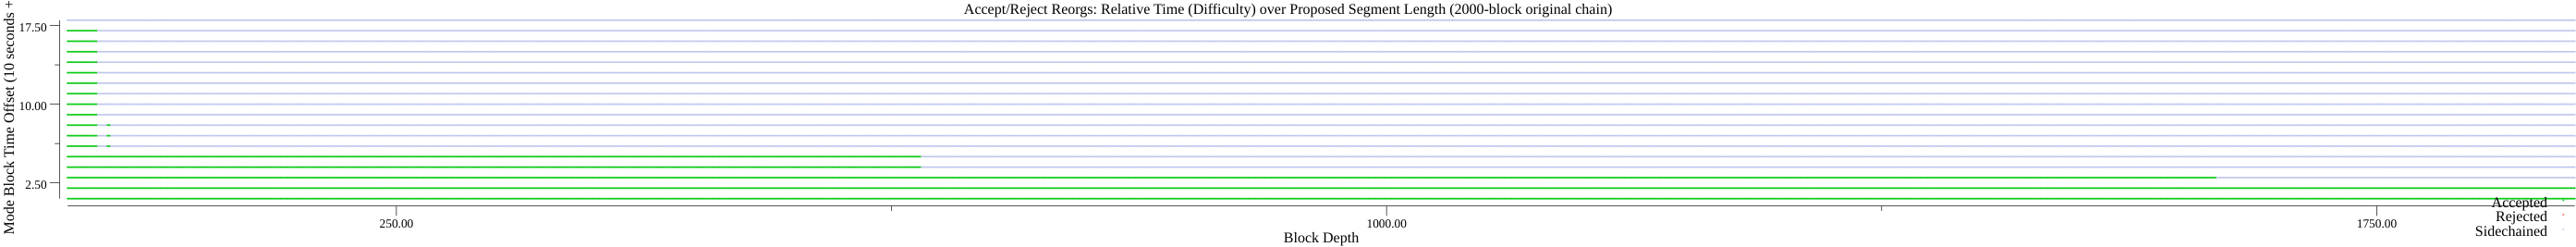 Accept/Reject Reorgs: Relative Time (Difficulty) over Proposed Segment Length (2000-block original chain)
Mode Block Time Offset (10 seconds +
17.50
10.00
2.50
250.00
1000.00
1750.00
Block Depth
Accepted
Rejected
Sidechained